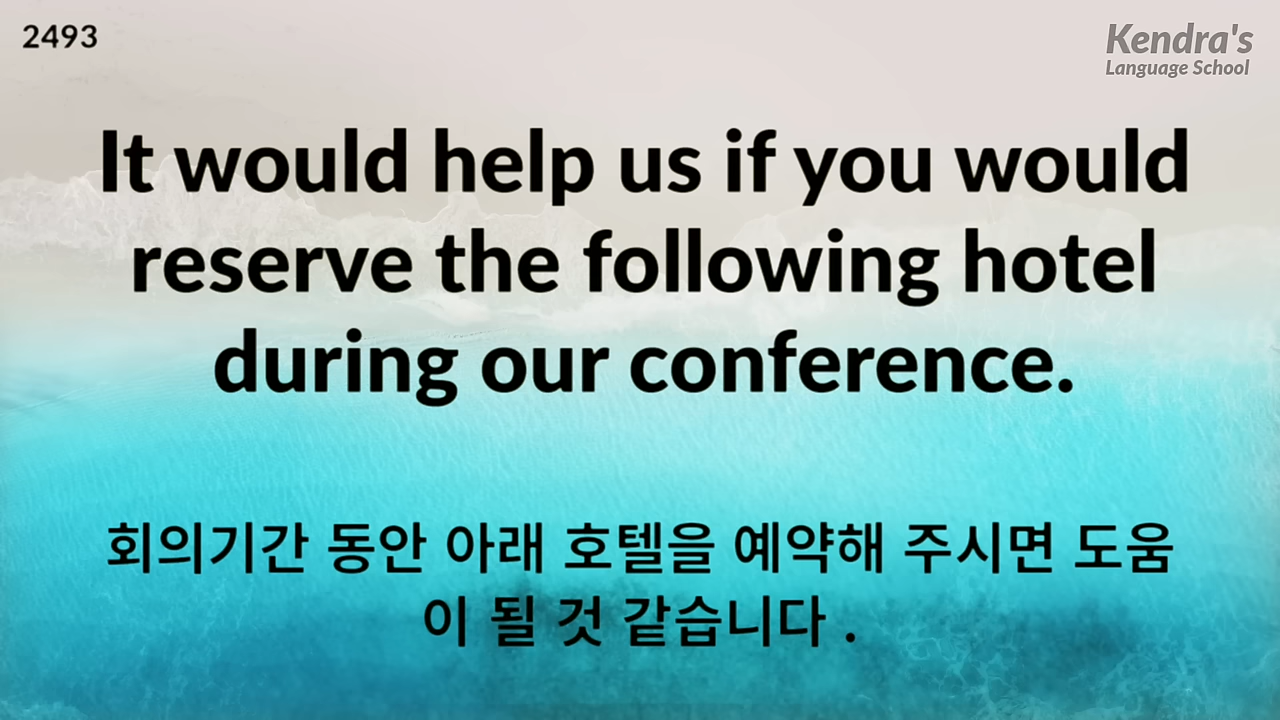 2493
Kendra's
Language School
It would help us if you would
reserve the following hotel
during our conference.
회의기간 동안 아래 호텔을 예약해 주시면 도움
이 될 것 같습니다 .